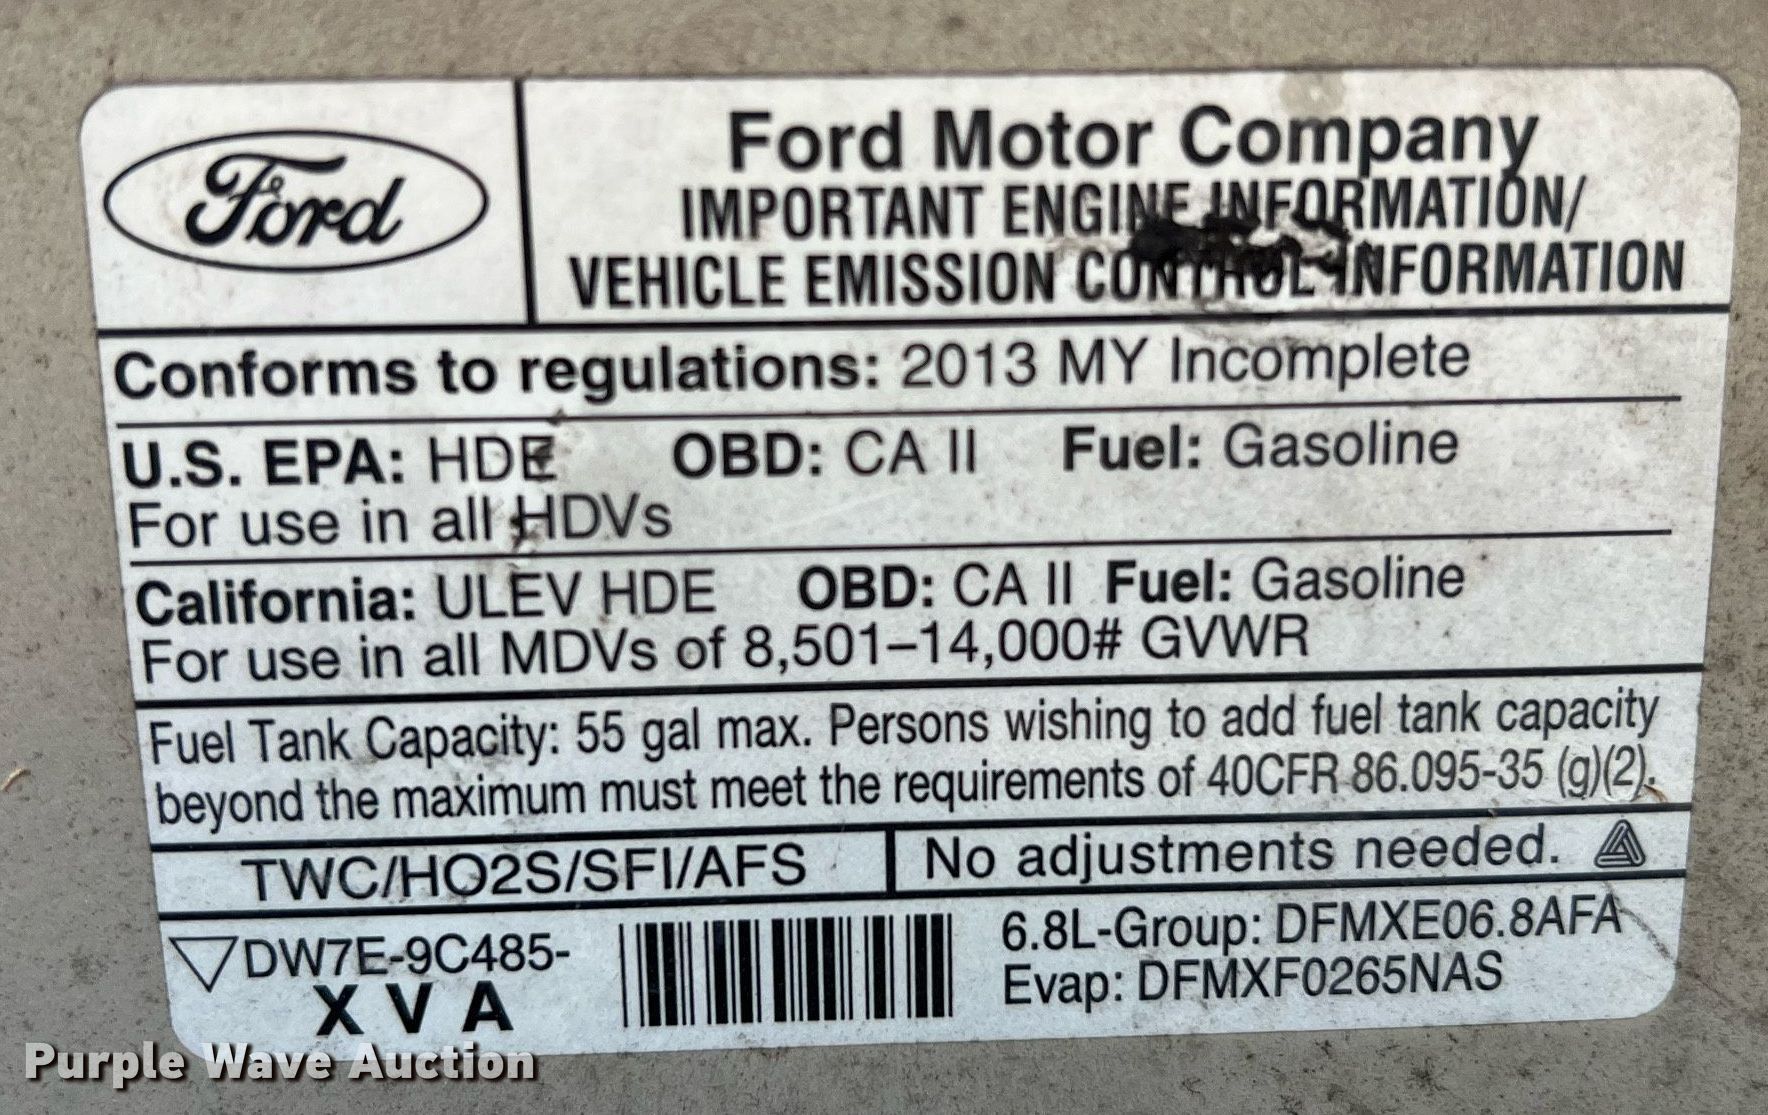 Ford
Ford Motor Company
IMPORTANT ENGINE INFORMATION/
VEHICLE EMISSION CONTROL INFORMATION
Conforms to regulations: 2013 MY Incomplete
U.S. EPA: HDE OBD: CA II Fuel: Gasoline
For use in all HDVs
California: ULEV HDE OBD: CA II Fuel: Gasoline
For use in all MDVs of 8,501–14,000# GVWR
Fuel Tank Capacity: 55 gal max. Persons wishing to add fuel tank capacity
beyond the maximum must meet the requirements of 40CFR 86.095-35 (g)(2).
TWC/HO2S/SFI/AFS
No adjustments needed.
DW7E-9C485-
X V A
6.8L-Group: DFMXE06.8AFA
Evap: DFMXF0265NAS
Purple Wave Auction